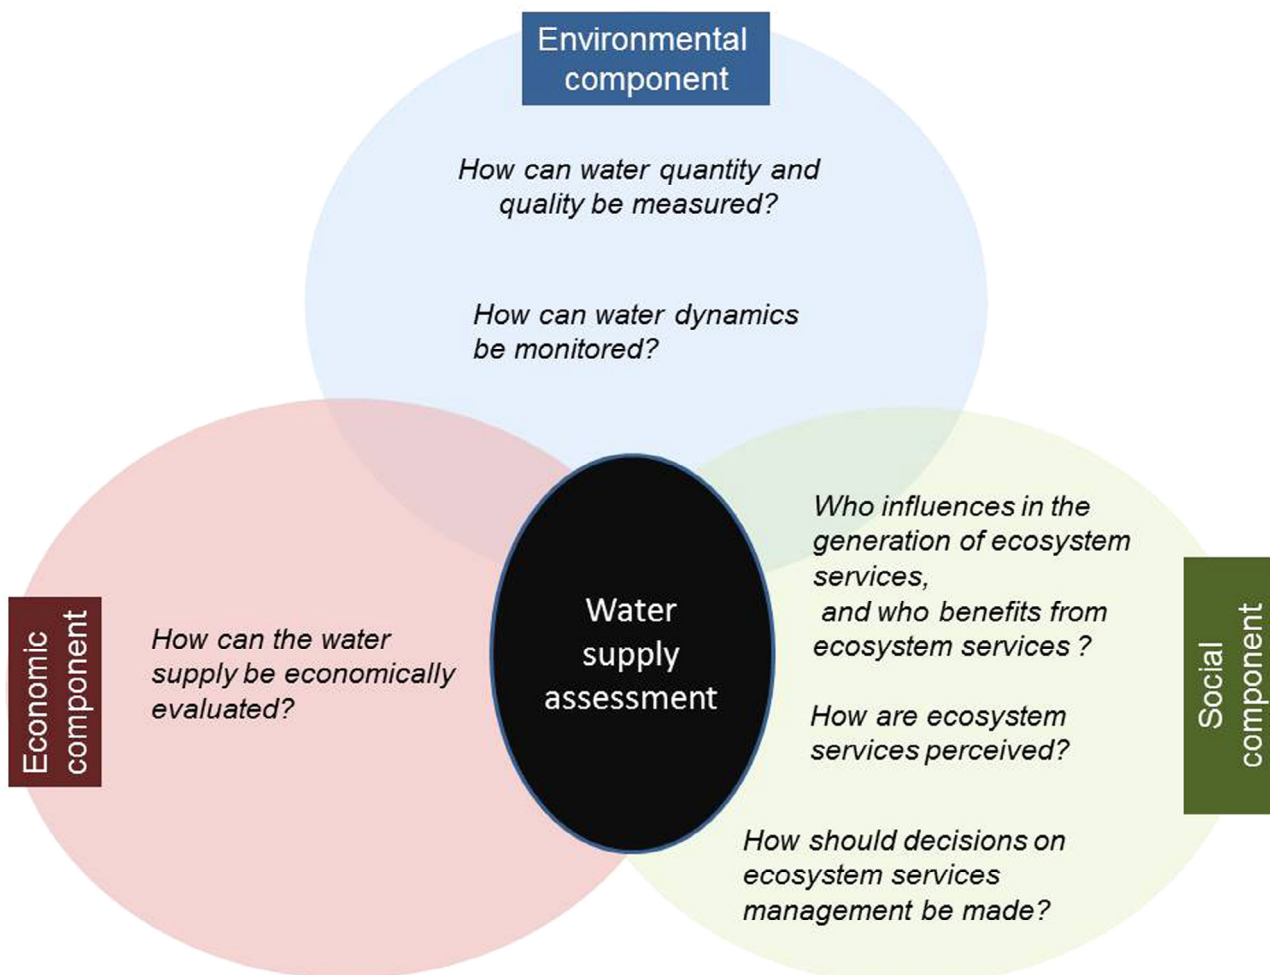 Environmental
component
How can water quantity and
quality be measured?
How can water dynamics
be monitored?
Economic
component
How can the water
supply be economically
evaluated?
Water
supply
assessment
Who influences in the
generation of ecosystem
services,
and who benefits from
ecosystem services ?
How are ecosystem
services perceived?
How should decisions on
ecosystem services
management be made?
Social
component